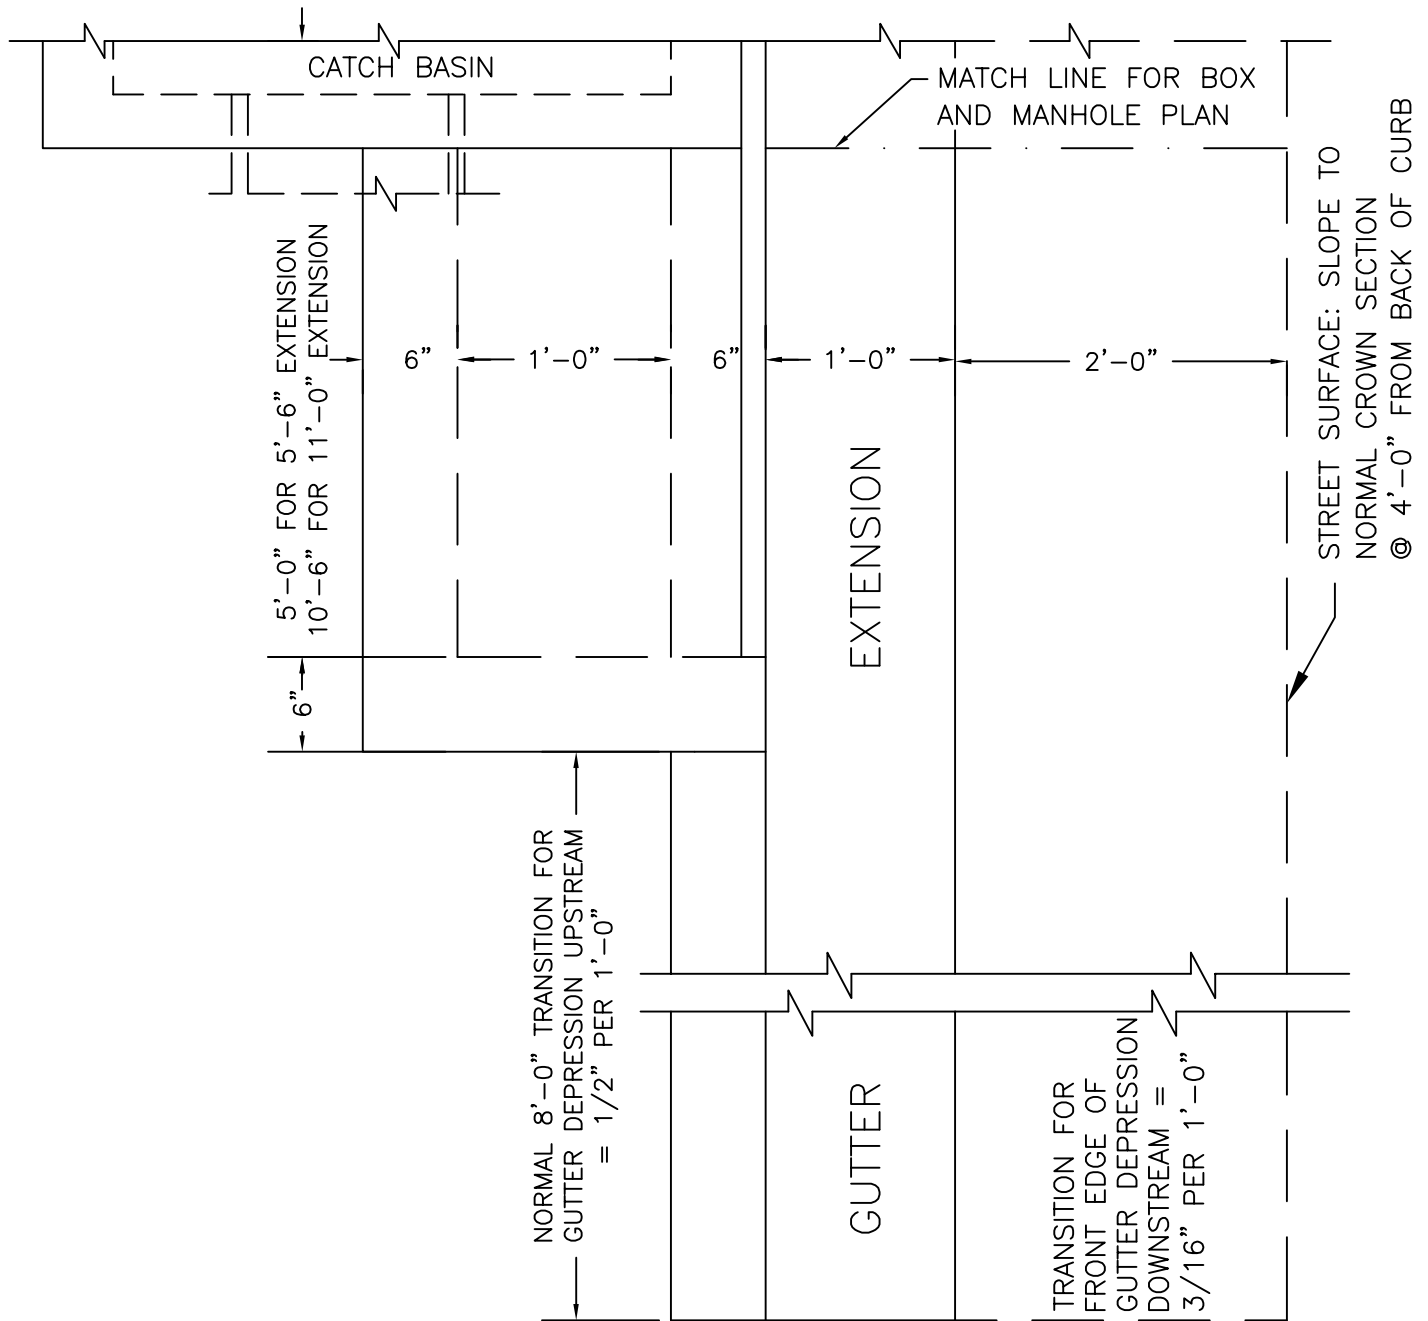 CATCH BASIN
MATCH LINE FOR BOX
AND MANHOLE PLAN
STREET SURFACE: SLOPE TO
NORMAL CROWN SECTION
@ 4'-0" FROM BACK OF CURB
5'-0" FOR 5'-6" EXTENSION
10'-6" FOR 11'-0" EXTENSION
6"
1'-0"
6"
1'-0"
2'-0"
EXTENSION
6"
NORMAL 8'-0" TRANSITION FOR
GUTTER DEPRESSION UPSTREAM
= 1/2" PER 1'-0"
GUTTER
TRANSITION FOR
FRONT EDGE OF
GUTTER DEPRESSION
DOWNSTREAM =
3/16" PER 1'-0"